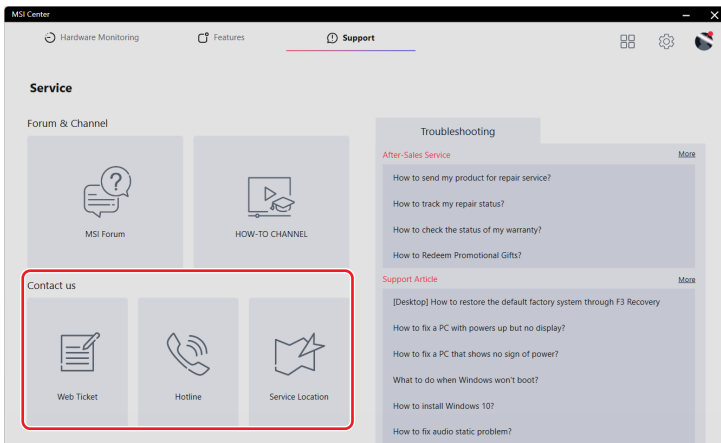 MSI Center
Hardware Monitoring
Features
Support
Service
Forum & Channel
MSI Forum
HOW-TO CHANNEL
Contact us
Web Ticket
Hotline
Service Location
Troubleshooting
After-Sales Service
More
How to send my product for repair service?
How to track my repair status?
How to check the status of my warranty?
How to Redeem Promotional Gifts?
Support Article
More
[Desktop] How to restore the default factory system through F3 Recovery
How to fix a PC with powers up but no display?
How to fix a PC that shows no sign of power?
What to do when Windows won't boot?
How to install Windows 10?
How to fix audio static problem?